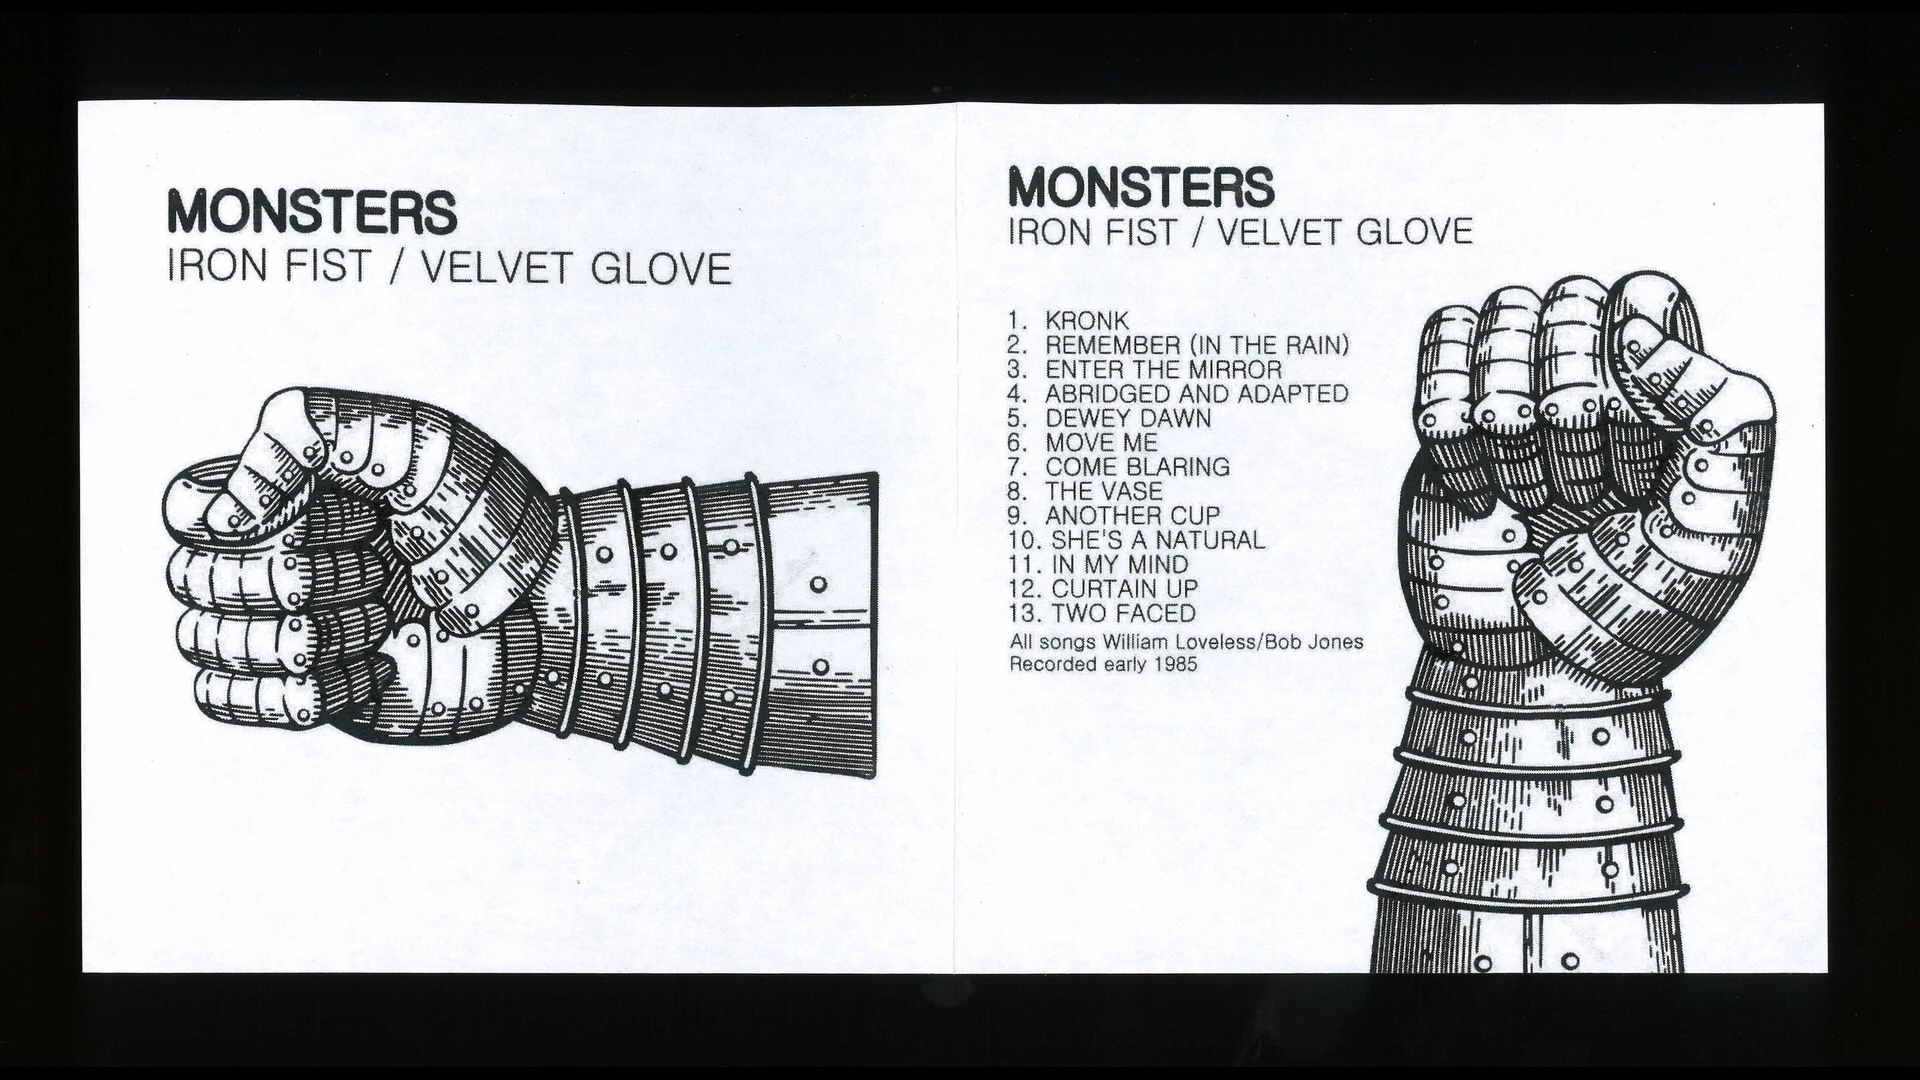 MONSTERS
IRON FIST / VELVET GLOVE
MONSTERS
IRON FIST / VELVET GLOVE
1. KRONK
2. REMEMBER (IN THE RAIN)
3. ENTER THE MIRROR
4. ABRIDGED AND ADAPTED
5. DEWEY DAWN
6. MOVE ME
7. COME BLARING
8. THE VASE
9. ANOTHER CUP
10. SHE'S A NATURAL
11. IN MY MIND
12. CURTAIN UP
13. TWO FACED
All songs William Loveless/Bob Jones
Recorded early 1985